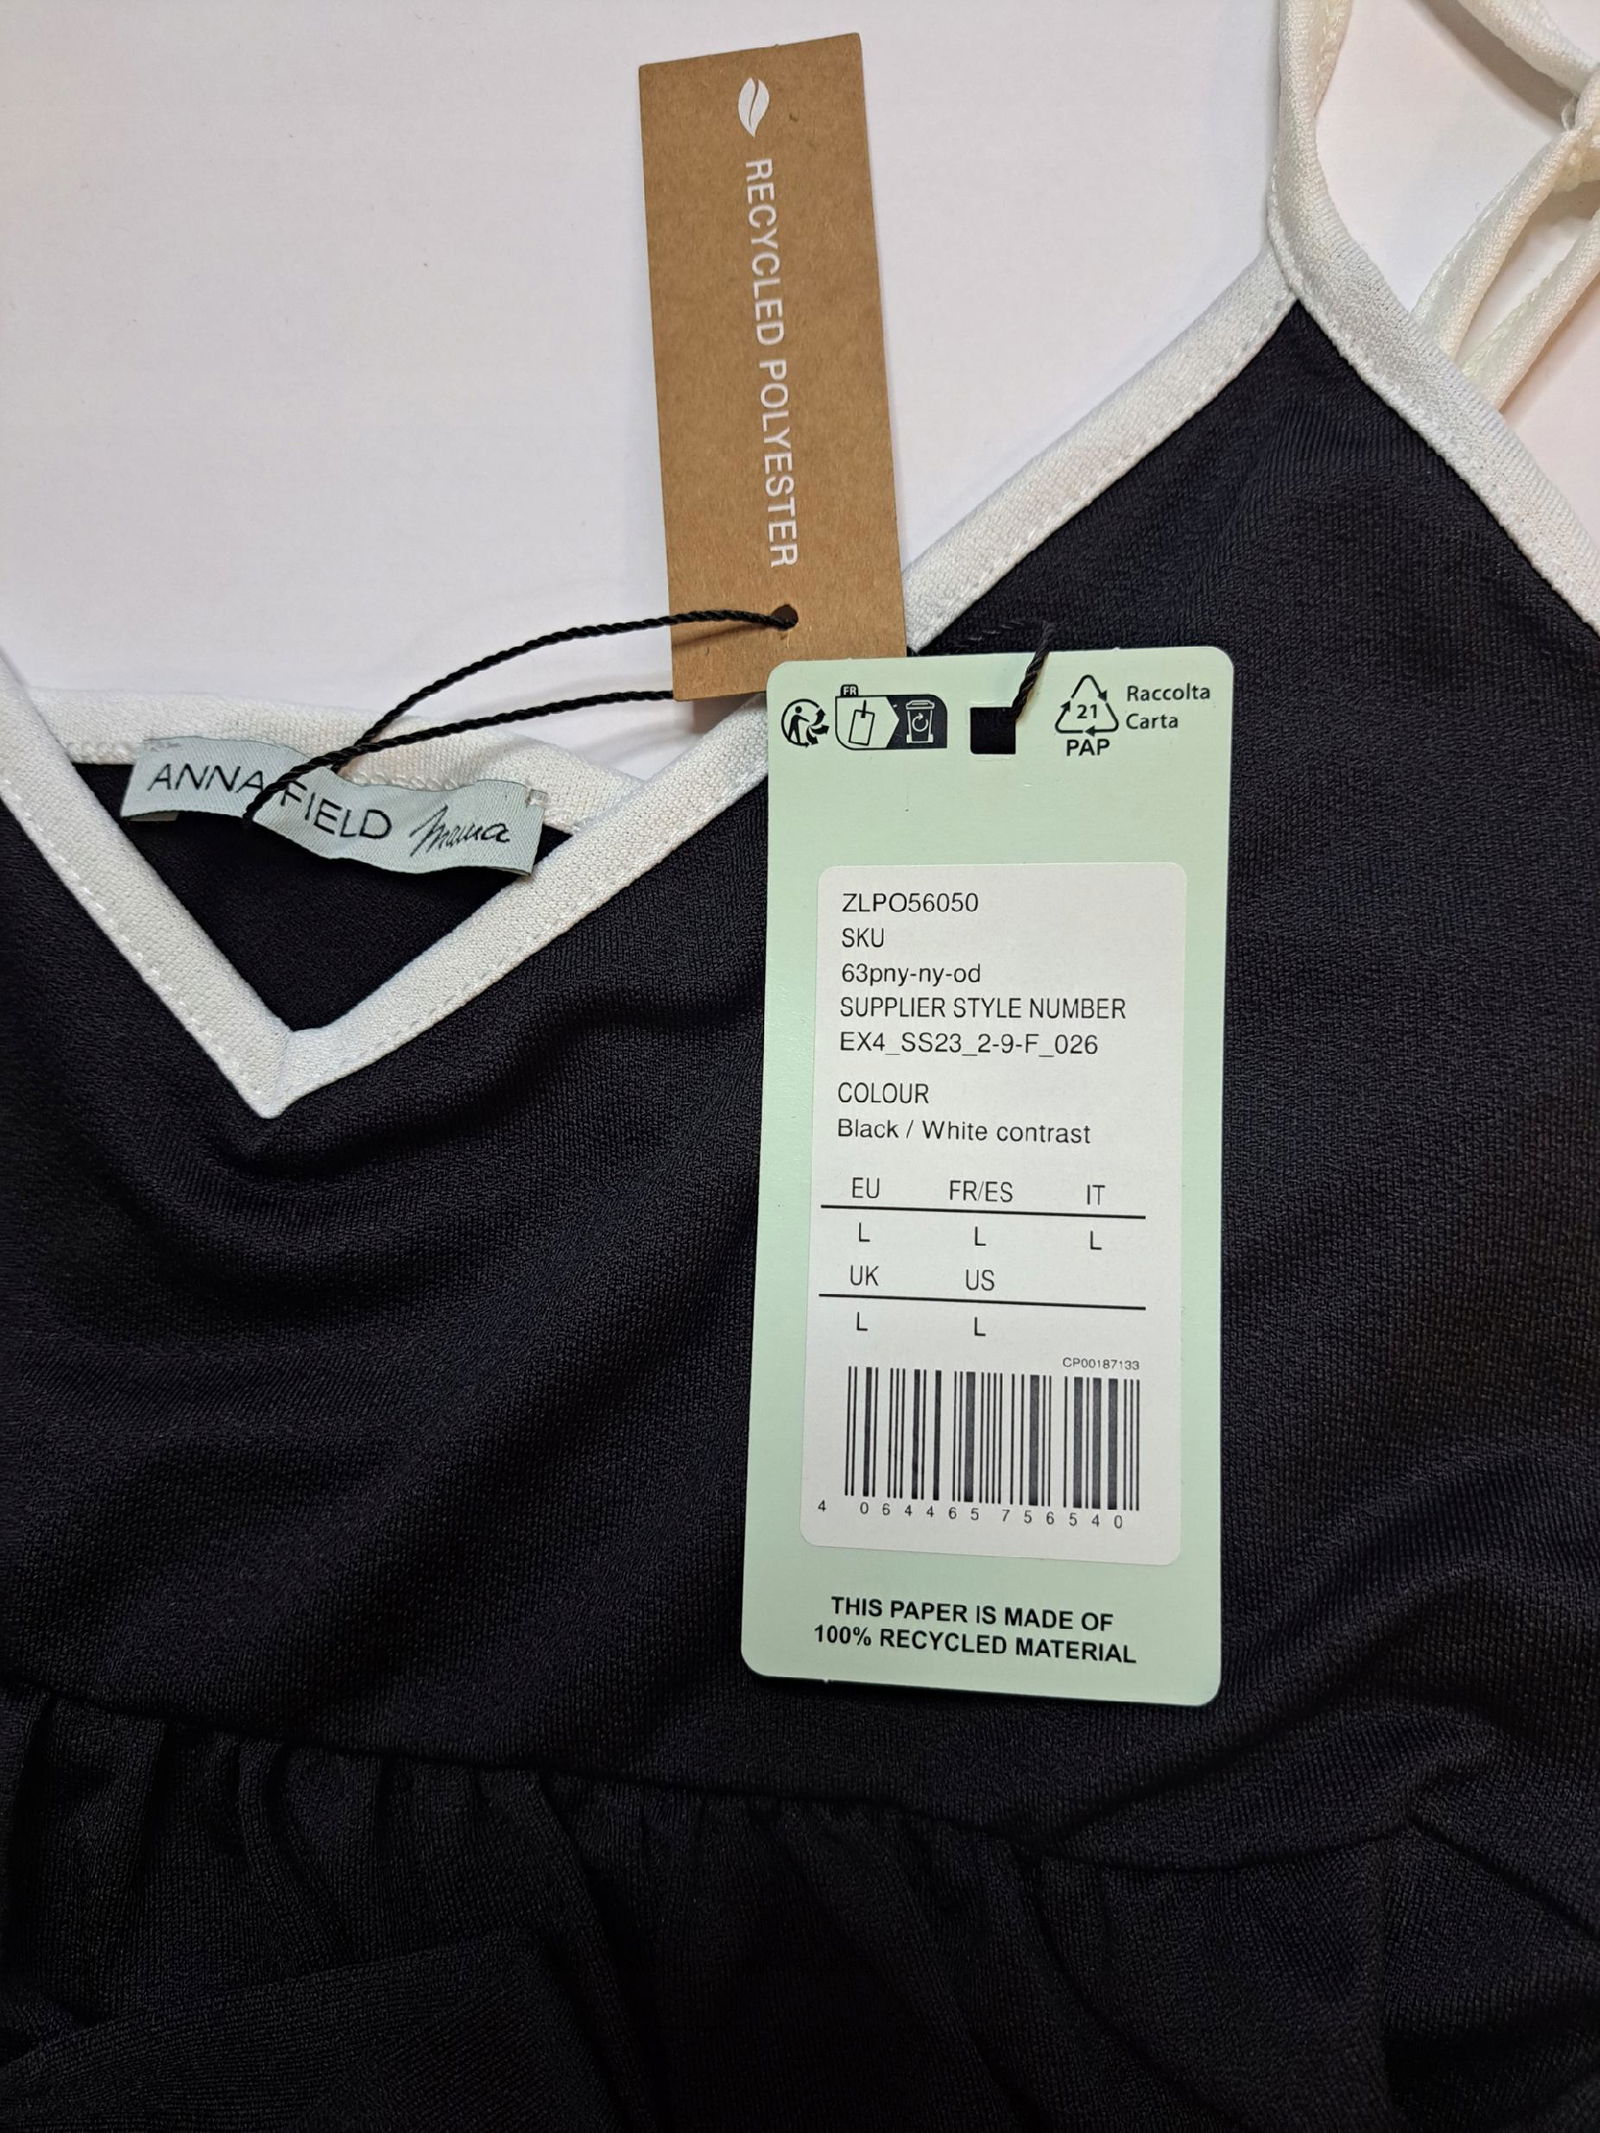 RECYCLED POLYESTER
ANNA FIELD mama
FR
21
PAP
Raccolta
Carta
ZLPO56050
SKU
63pny-ny-od
SUPPLIER STYLE NUMBER
EX4_SS23_2-9-F_026
COLOUR
Black / White contrast
EU FR/ES IT
L L L
UK US
L L
CP00187133
4 064465 756540
THIS PAPER IS MADE OF
100% RECYCLED MATERIAL